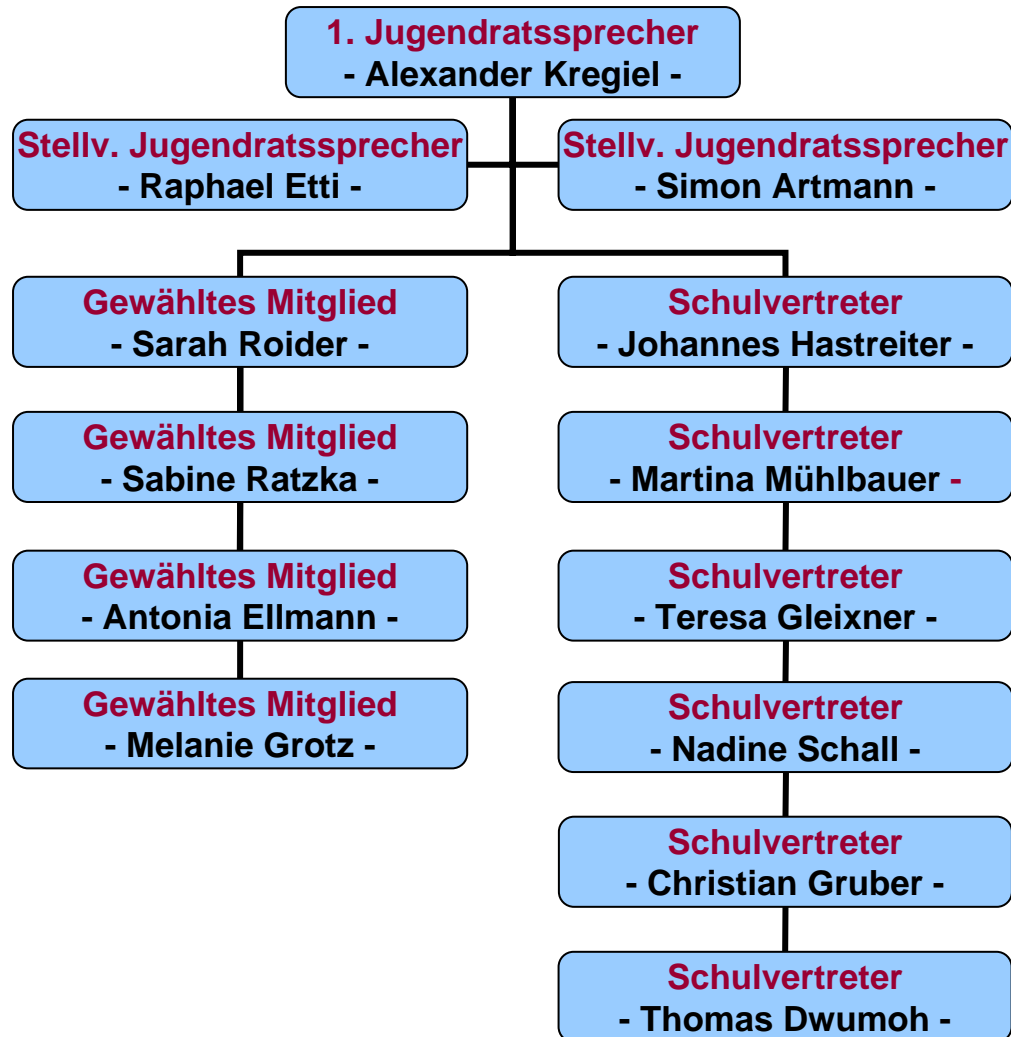 1. Jugendratssprecher
- Alexander Kregiel -
Stellv. Jugendratssprecher
- Raphael Etti -
Stellv. Jugendratssprecher
- Simon Artmann -
Gewähltes Mitglied
- Sarah Roider -
Gewähltes Mitglied
- Sabine Ratzka -
Gewähltes Mitglied
- Antonia Ellmann -
Gewähltes Mitglied
- Melanie Grotz -
Schulvertreter
- Johannes Hastreiter -
Schulvertreter
- Martina Mühlbauer -
Schulvertreter
- Teresa Gleixner -
Schulvertreter
- Nadine Schall -
Schulvertreter
- Christian Gruber -
Schulvertreter
- Thomas Dwumoh -